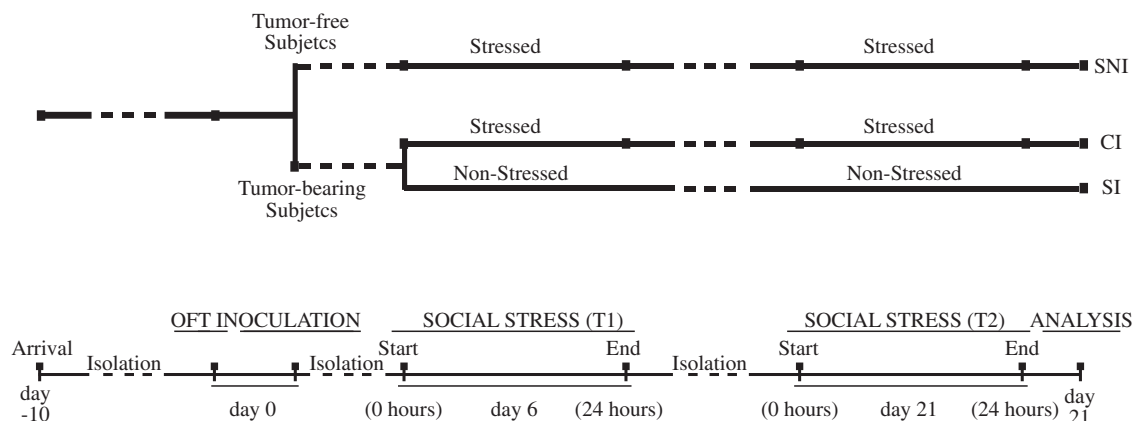 Tumor-free
Subjetcs
Stressed
Stressed
SNI
Stressed
Stressed
CI
Tumor-bearing
Subjetcs
Non-Stressed
Non-Stressed
SI
OFT INOCULATION
SOCIAL STRESS (T1)
SOCIAL STRESS (T2)
ANALYSIS
Arrival
Isolation
Isolation
Start
End
Isolation
Start
End
day
-10
day 0
(0 hours)
day 6
(24 hours)
(0 hours)
day 21
(24 hours)
day
21